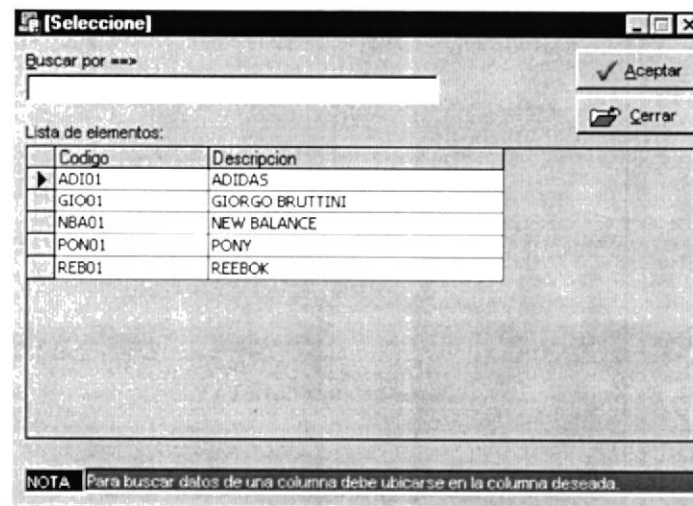 [Seleccione]
Buscar por ==>
Aceptar
Cerrar
Lista de elementos:
Codigo Descripcion
ADI01 ADIDAS
GIO01 GIORGO BRUTTINI
NBA01 NEW BALANCE
PON01 PONY
REB01 REEBOK
NOTA Para buscar datos de una columna debe ubicarse en la columna deseada.